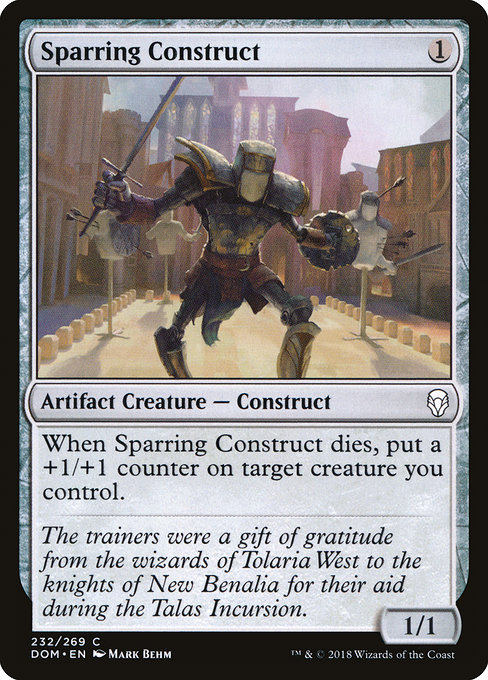 Sparring Construct 1
Artifact Creature — Construct
When Sparring Construct dies, put a
+1/+1 counter on target creature you
control.
The trainers were a gift of gratitude
from the wizards of Tolaria West to the
knights of New Benalia for their aid
during the Talas Incursion.
1/1
232/269 C
DOM • EN Mark Behm
™ & © 2018 Wizards of the Coast